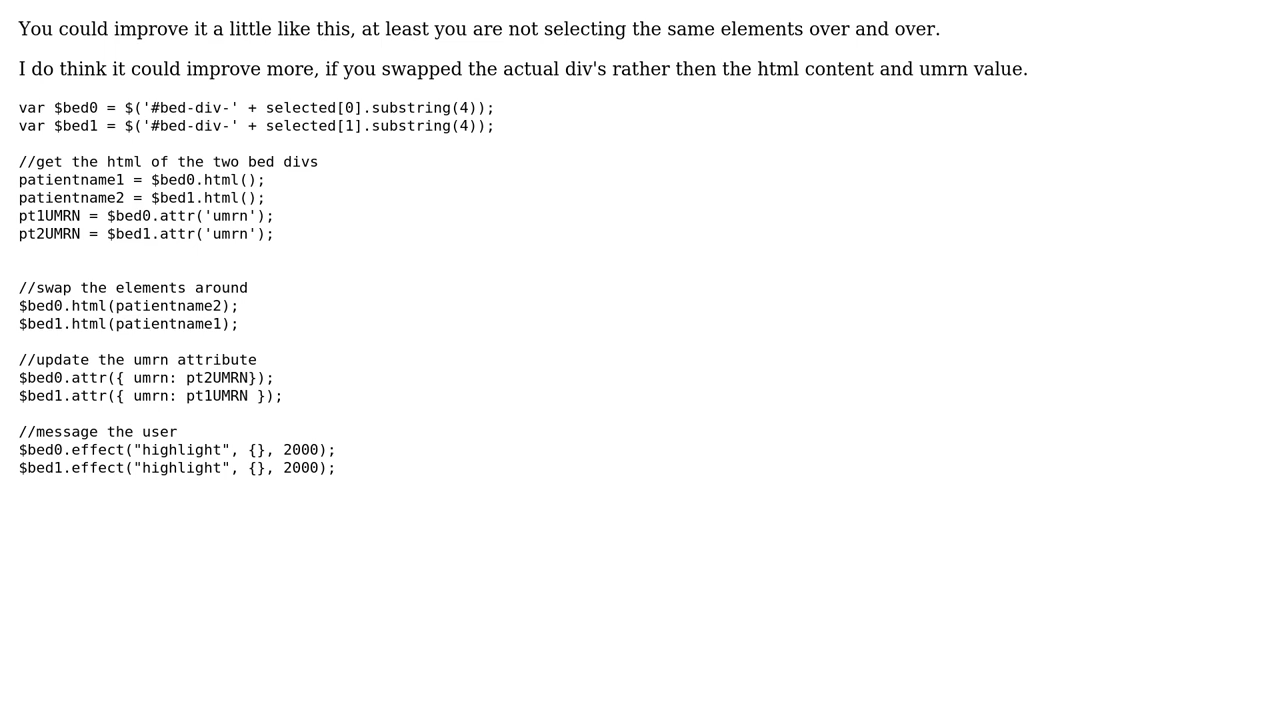 You could improve it a little like this, at least you are not selecting the same elements over and over.
I do think it could improve more, if you swapped the actual div's rather then the html content and umrn value.
var $bed0 = $('#bed-div-' + selected[0].substring(4));
var $bed1 = $('#bed-div-' + selected[1].substring(4));
//get the html of the two bed divs
patientname1 = $bed0.html();
patientname2 = $bed1.html();
pt1UMRN = $bed0.attr('umrn');
pt2UMRN = $bed1.attr('umrn');
//swap the elements around
$bed0.html(patientname2);
$bed1.html(patientname1);
//update the umrn attribute
$bed0.attr({ umrn: pt2UMRN});
$bed1.attr({ umrn: pt1UMRN });
//message the user
$bed0.effect("highlight", {}, 2000);
$bed1.effect("highlight", {}, 2000);